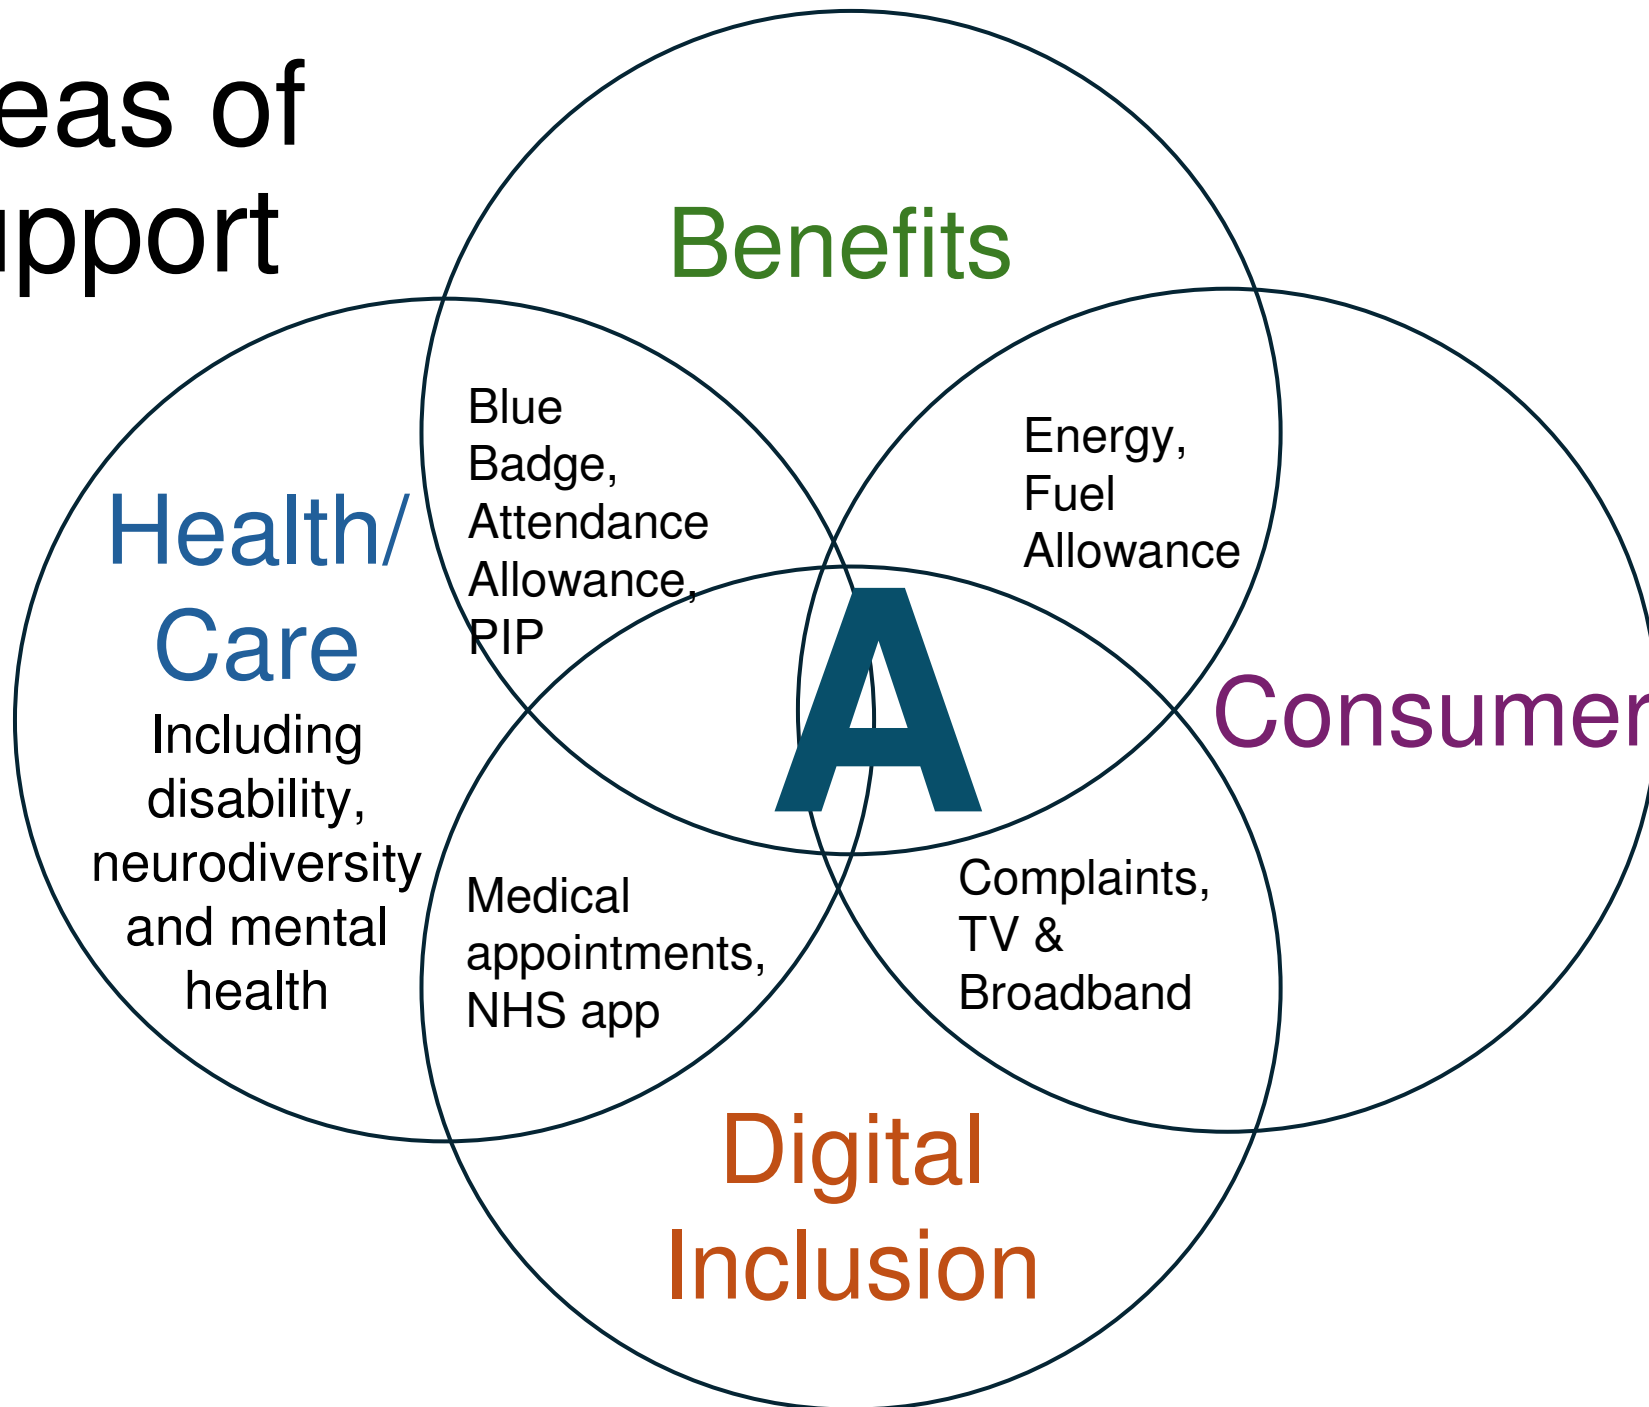 eas of
upport
Benefits
Blue
Badge,
Attendance
Allowance,
PIP
Energy,
Fuel
Allowance
Health/
Care
Including
disability,
neurodiversity
and mental
health
A
Consumer
Medical
appointments,
NHS app
Complaints,
TV &
Broadband
Digital
Inclusion